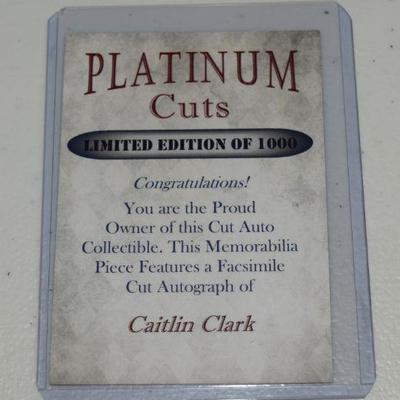 PLATINUM
Cuts
LIMITED EDITION OF 1000
Congratulations!
You are the Proud
Owner of this Cut Auto
Collectible. This Memorabilia
Piece Features a Facsimile
Cut Autograph of
Caitlin Clark